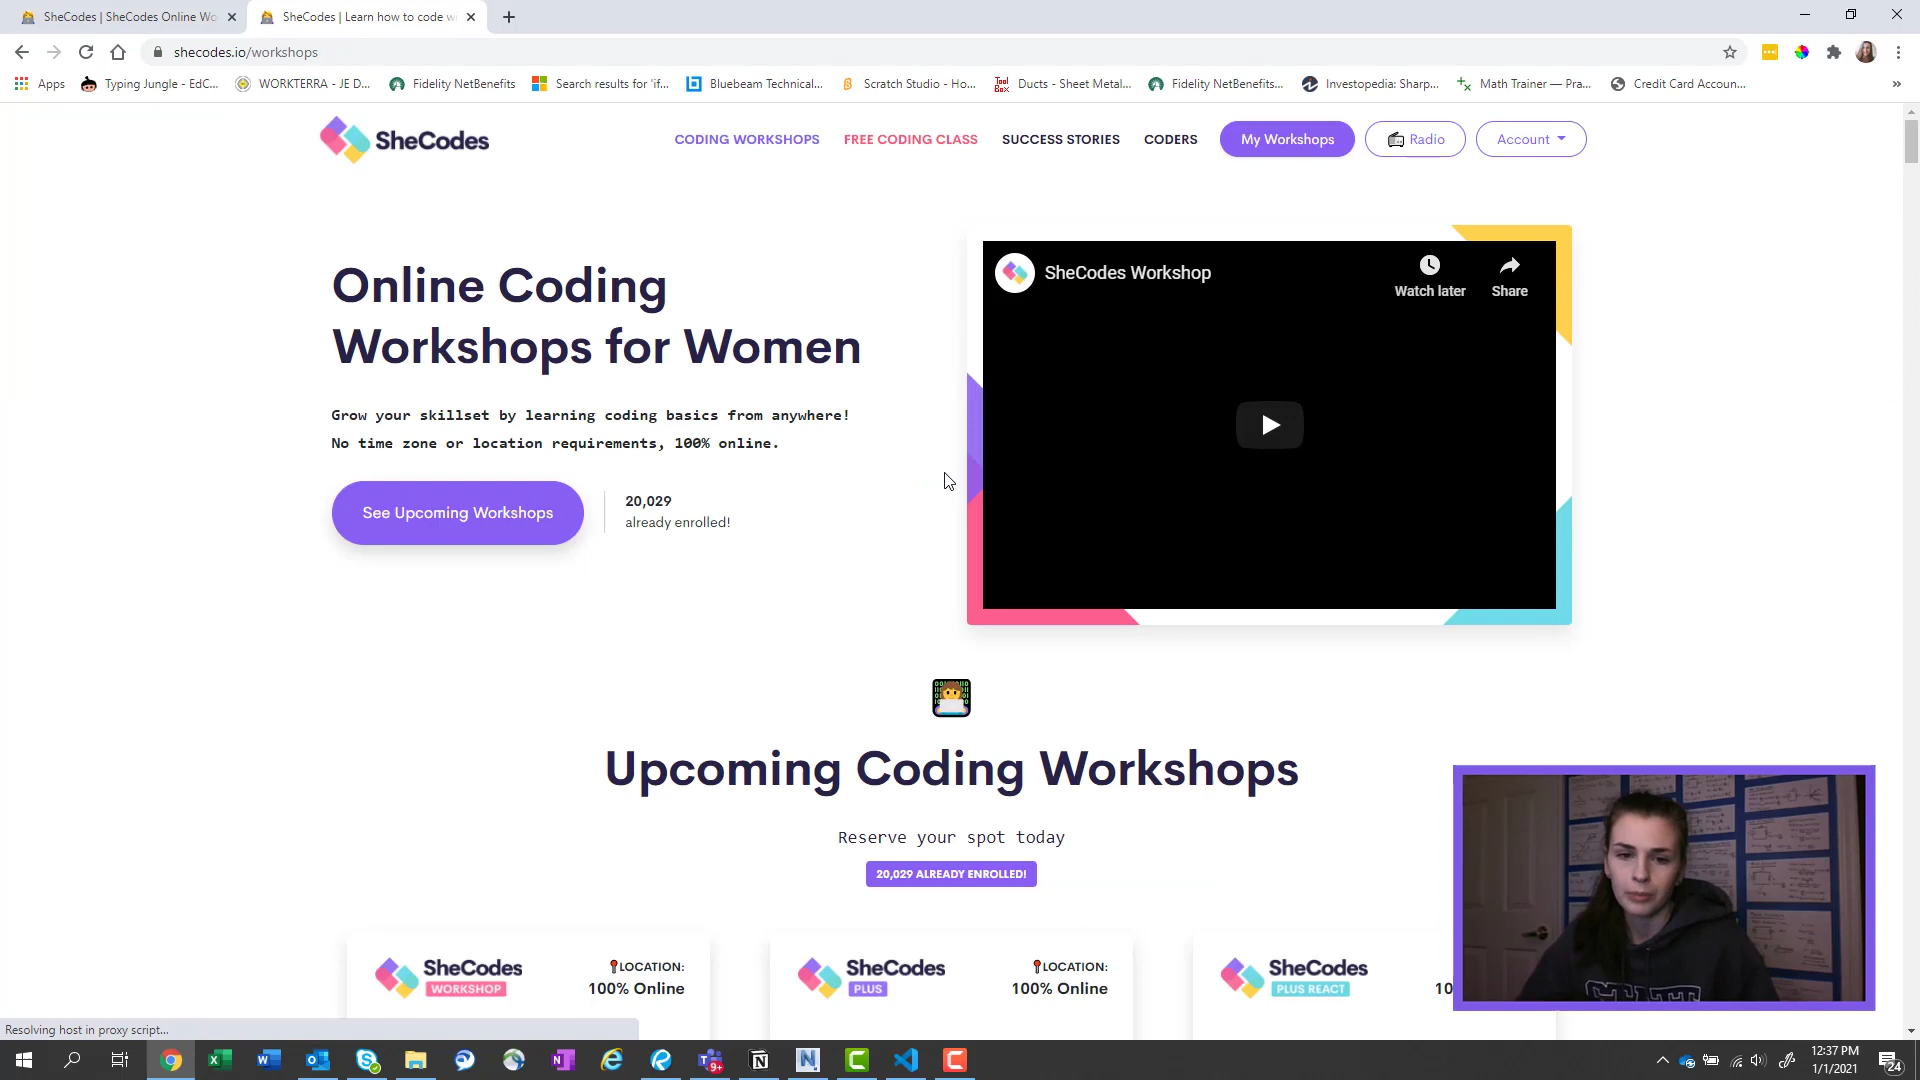 SheCodes | SheCodes Online Wo
SheCodes | Learn how to code w
shecodes.io/workshops
Apps
Typing Jungle - EdC...
WORKTERRA - JE D...
Fidelity NetBenefits
Search results for 'if...
Bluebeam Technical...
Scratch Studio - Ho...
Ducts - Sheet Metal...
Fidelity NetBenefits...
Investopedia: Sharp...
Math Trainer — Pra...
Credit Card Accoun...
SheCodes
CODING WORKSHOPS
FREE CODING CLASS
SUCCESS STORIES
CODERS
My Workshops
Radio
Account
Online Coding
Workshops for Women
Grow your skillset by learning coding basics from anywhere!
No time zone or location requirements, 100% online.
See Upcoming Workshops
20,029
already enrolled!
SheCodes Workshop
Watch later
Share
Upcoming Coding Workshops
Reserve your spot today
20,029 ALREADY ENROLLED!
SheCodes
WORKSHOP
LOCATION:
100% Online
SheCodes
PLUS
LOCATION:
100% Online
SheCodes
PLUS REACT
10
Resolving host in proxy script...
9+
12:37 PM
1/1/2021
24